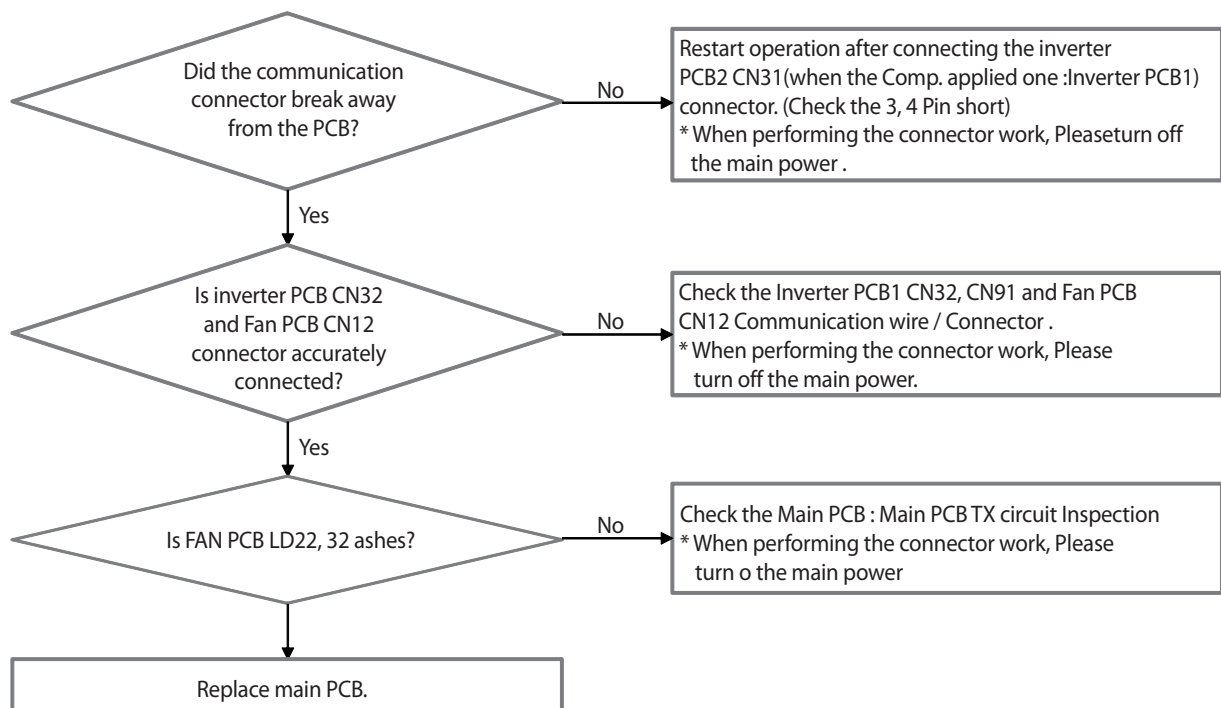 Did the communication
connector break away
from the PCB?
No
Restart operation after connecting the inverter
PCB2 CN31(when the Comp. applied one :Inverter PCB1)
connector. (Check the 3, 4 Pin short)
* When performing the connector work, Pleaseturn off
the main power .
Yes
Is inverter PCB CN32
and Fan PCB CN12
connector accurately
connected?
No
Check the Inverter PCB1 CN32, CN91 and Fan PCB
CN12 Communication wire / Connector .
* When performing the connector work, Please
turn off the main power.
Yes
Is FAN PCB LD22, 32 ashes?
No
Check the Main PCB : Main PCB TX circuit Inspection
* When performing the connector work, Please
turn o the main power
Replace main PCB.